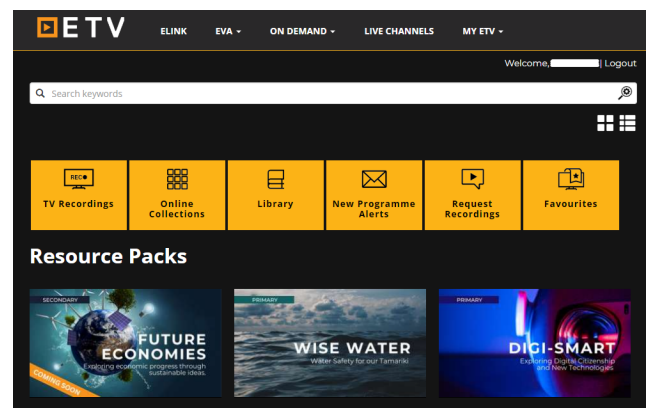 ETV
ELINK EVA ON DEMAND LIVE CHANNELS MY ETV
Welcome, | Logout
Search keywords
REC
TV Recordings
Online
Collections
Library
New Programme
Alerts
Request
Recordings
Favourites
Resource Packs
SECONDARY
FUTURE
ECONOMIES
Exploring economic progress through
sustainable ideas.
COMING SOON
PRIMARY
WISE WATER
Water Safety for our Tamariki
PRIMARY
DIGI-SMART
Exploring Digital Citizenship
and New Technologies